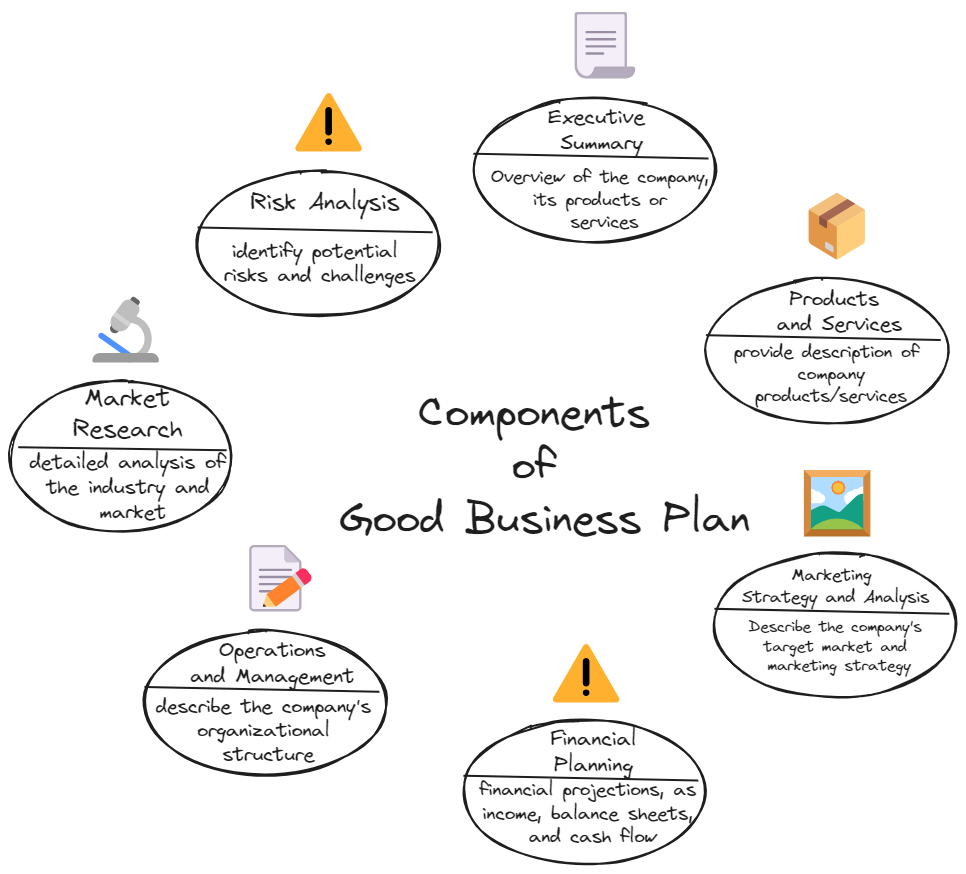 Components
of
Good Business Plan
Executive
Summary
Overview of the company,
its products or
services
Products
and Services
provide description of
company
products/services
Marketing
Strategy and Analysis
Describe the company's
target market and
marketing strategy
Financial
Planning
financial projections, as
income, balance sheets,
and cash flow
Operations
and Management
describe the company's
organizational
structure
Market
Research
detailed analysis of
the industry and
market
Risk Analysis
identify potential
risks and challenges